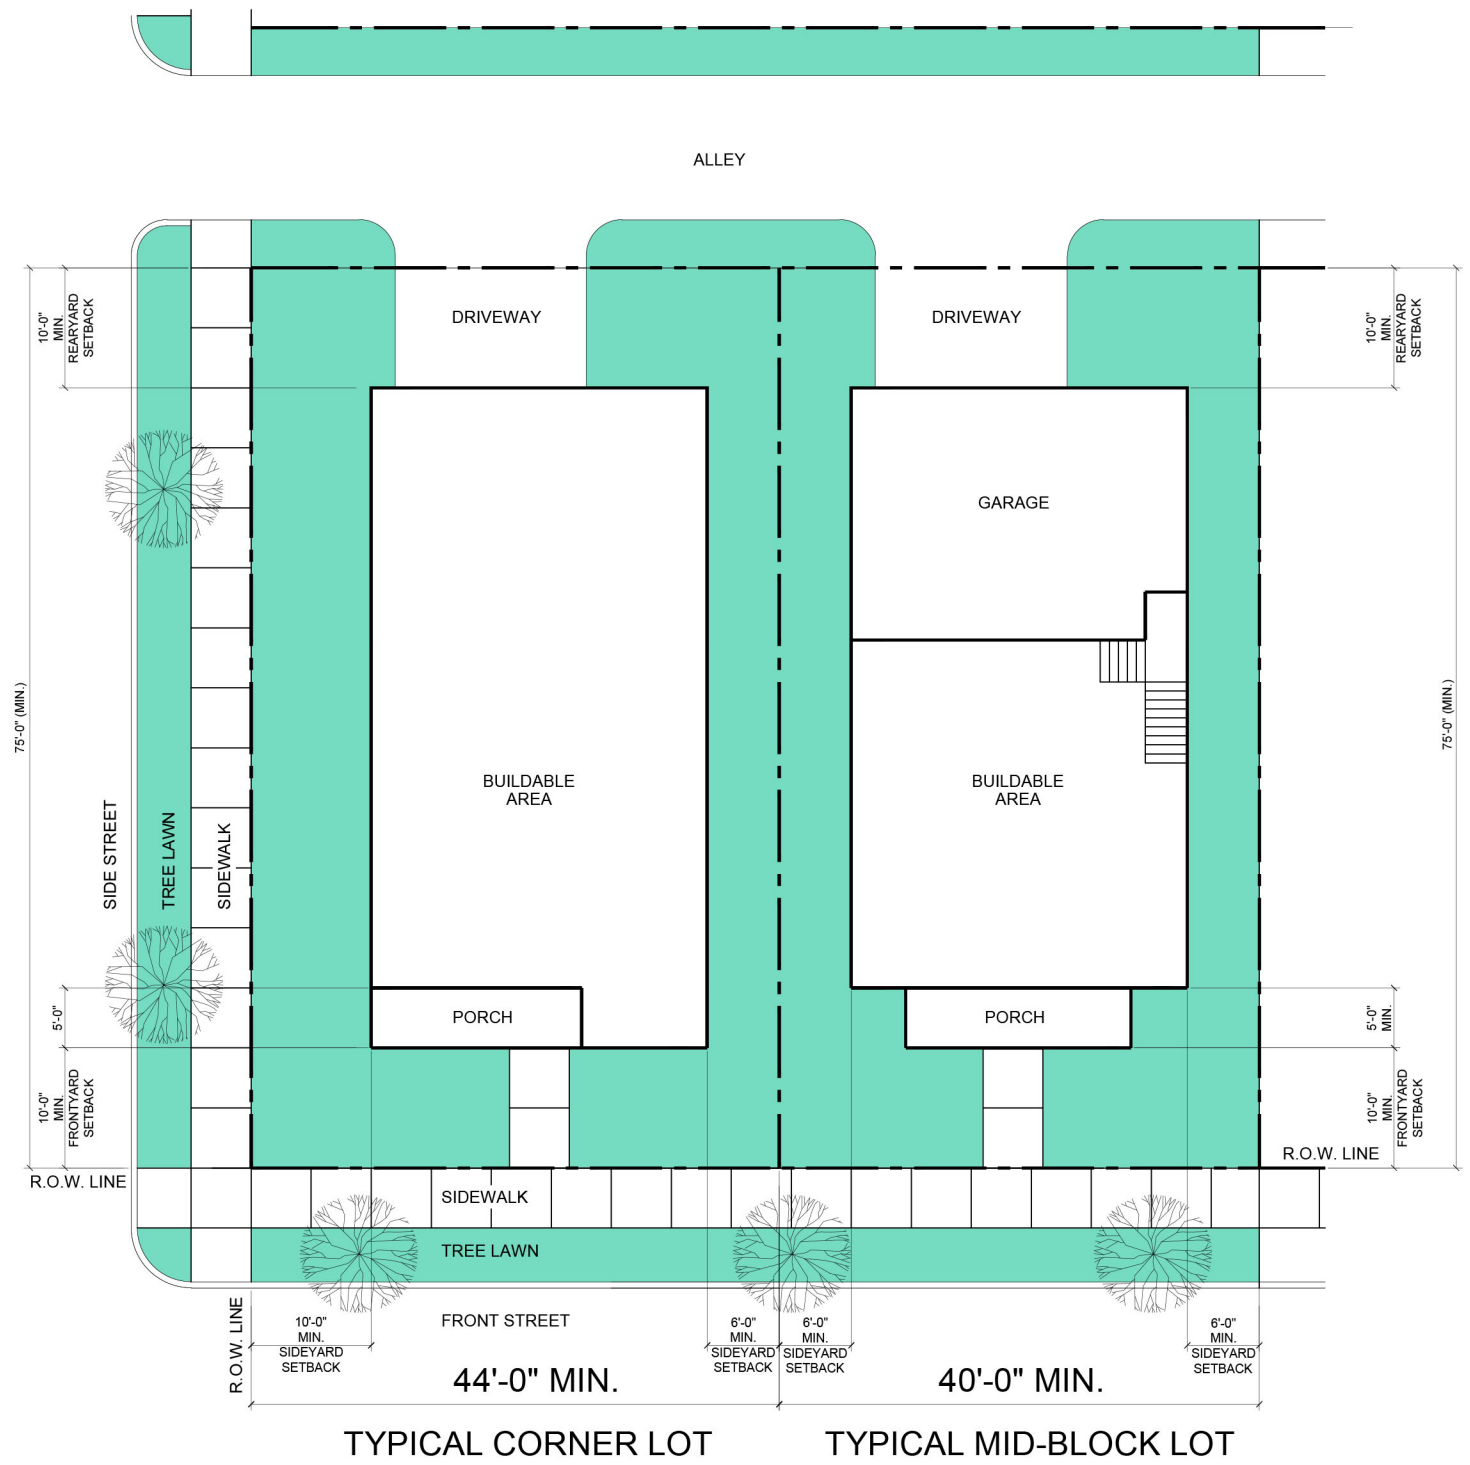 ALLEY
DRIVEWAY
DRIVEWAY
10'-0"
MIN.
REARYARD
SETBACK
10'-0"
MIN.
REARYARD
SETBACK
GARAGE
75'-0" (MIN.)
75'-0" (MIN.)
BUILDABLE
AREA
BUILDABLE
AREA
SIDE STREET
TREE LAWN
SIDEWALK
5'-0"
PORCH
PORCH
5'-0"
MIN.
10'-0"
MIN.
FRONTYARD
SETBACK
10'-0"
MIN.
FRONTYARD
SETBACK
R.O.W. LINE
R.O.W. LINE
SIDEWALK
TREE LAWN
FRONT STREET
R.O.W. LINE
10'-0"
MIN.
SIDEYARD
SETBACK
6'-0"
MIN.
SIDEYARD
SETBACK
6'-0"
MIN.
SIDEYARD
SETBACK
6'-0"
MIN.
SIDEYARD
SETBACK
44'-0" MIN.
40'-0" MIN.
TYPICAL CORNER LOT
TYPICAL MID-BLOCK LOT